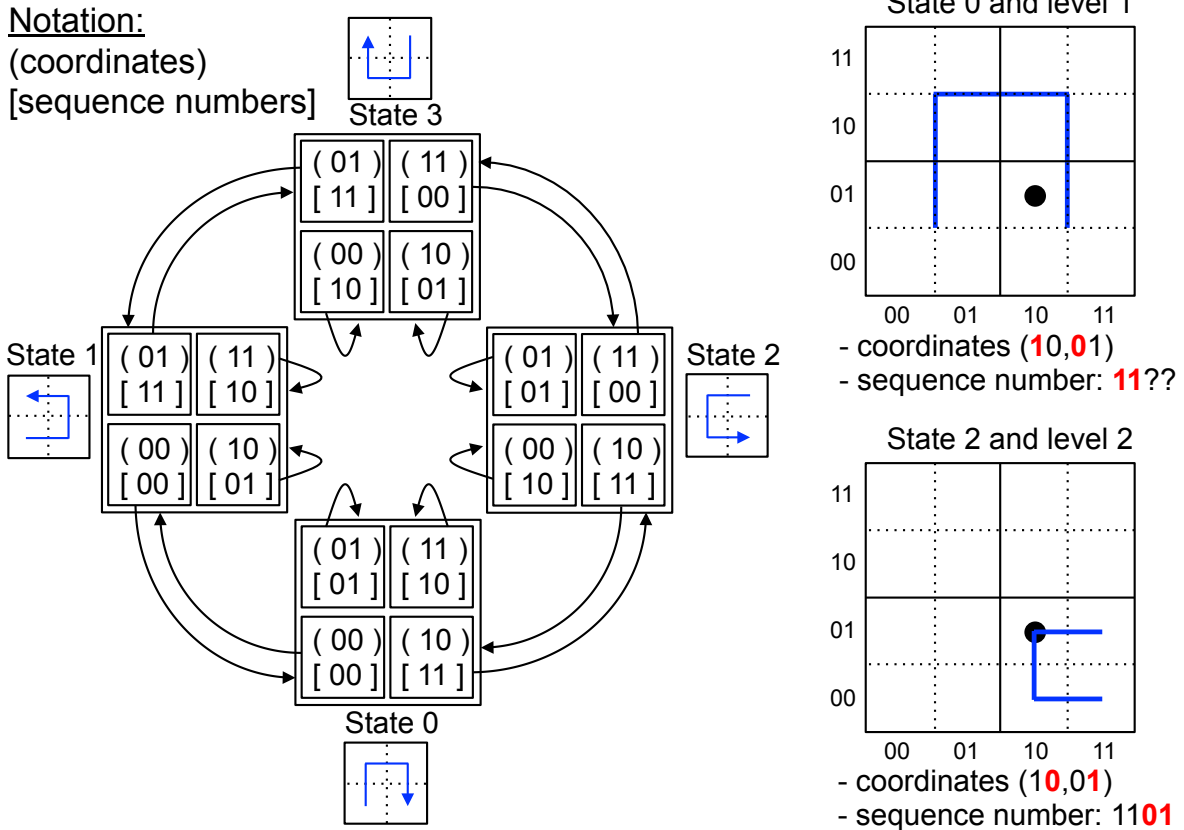 Notation:
(coordinates)
[sequence numbers]
State 3
( 01 ) ( 11 )
[ 11 ] [ 00 ]
( 00 ) ( 10 )
[ 10 ] [ 01 ]
State 1
( 01 ) ( 11 )
[ 11 ] [ 10 ]
( 00 ) ( 10 )
[ 00 ] [ 01 ]
State 2
( 01 ) ( 11 )
[ 01 ] [ 00 ]
( 00 ) ( 10 )
[ 10 ] [ 11 ]
( 01 ) ( 11 )
[ 01 ] [ 10 ]
( 00 ) ( 10 )
[ 00 ] [ 11 ]
State 0
State 0 and level 1
11
10
01
00
00 01 10 11
- coordinates (10,01)
- sequence number: 11??
State 2 and level 2
11
10
01
00
00 01 10 11
- coordinates (10,01)
- sequence number: 1101